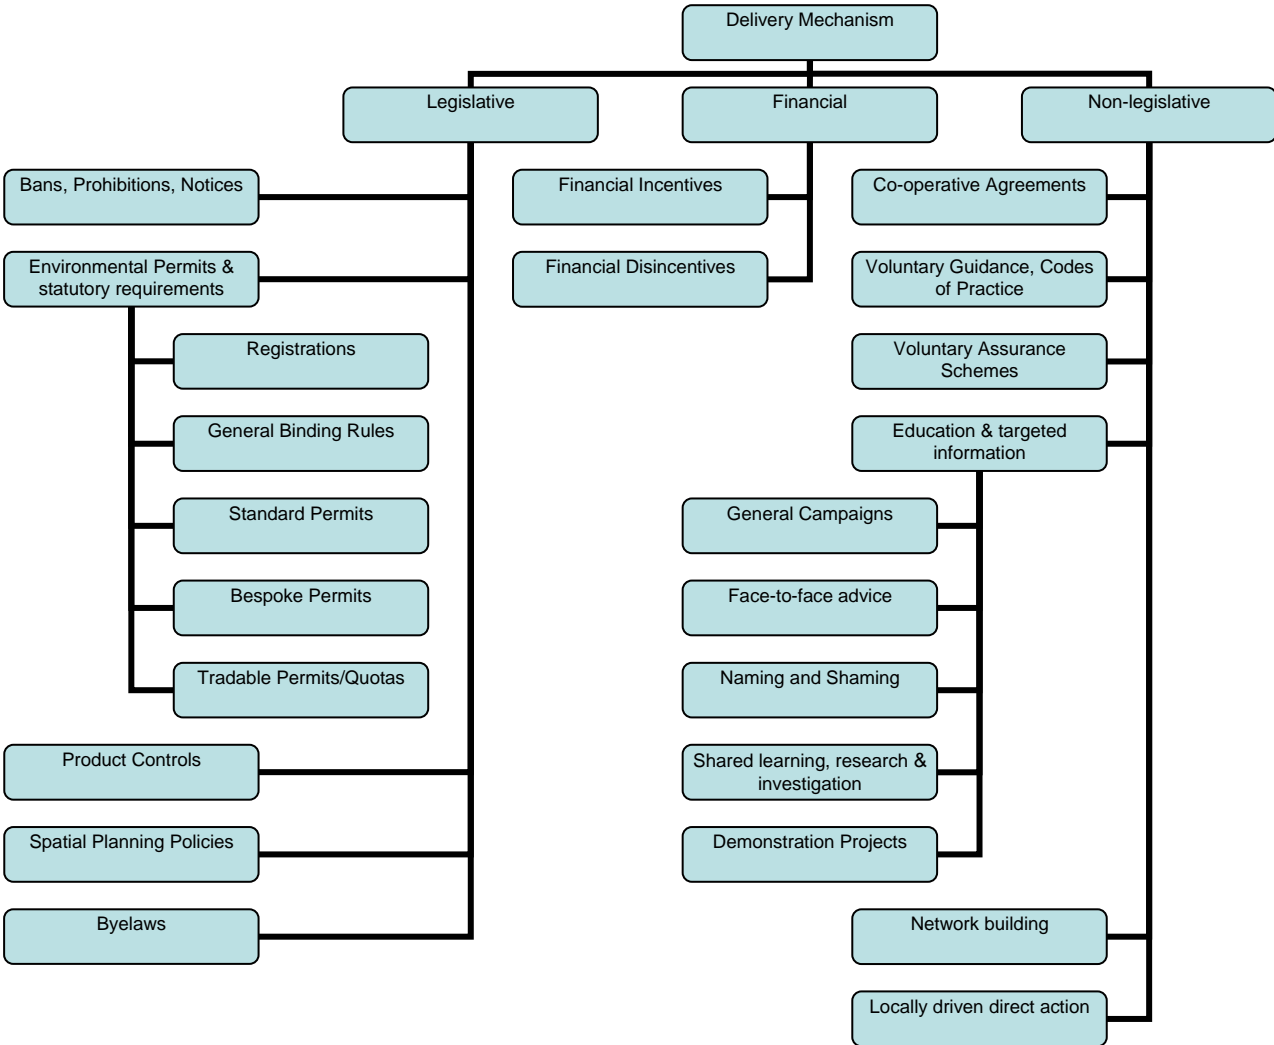 Delivery Mechanism
Legislative
Financial
Non-legislative
Bans, Prohibitions, Notices
Financial Incentives
Co-operative Agreements
Environmental Permits &
statutory requirements
Financial Disincentives
Voluntary Guidance, Codes
of Practice
Registrations
Voluntary Assurance
Schemes
General Binding Rules
Education & targeted
information
Standard Permits
General Campaigns
Bespoke Permits
Face-to-face advice
Tradable Permits/Quotas
Naming and Shaming
Product Controls
Shared learning, research &
investigation
Spatial Planning Policies
Demonstration Projects
Byelaws
Network building
Locally driven direct action